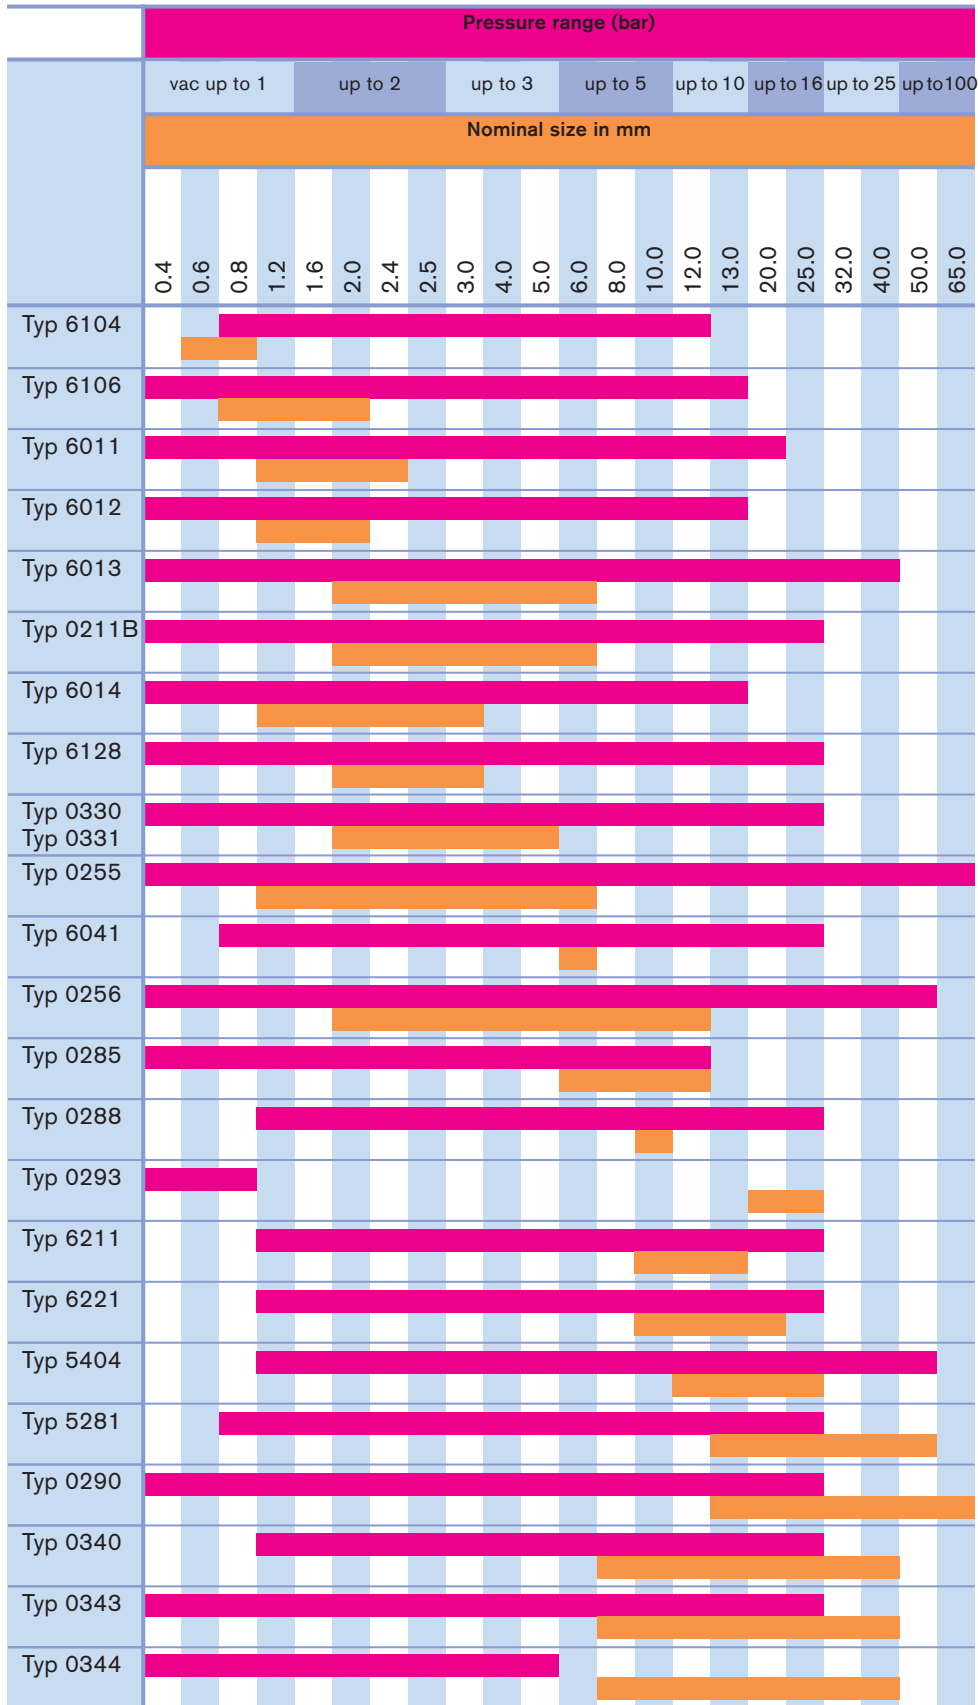 Pressure range (bar)
vac up to 1 up to 2 up to 3 up to 5 up to 10 up to 16 up to 25 up to 100
Nominal size in mm
0.4 0.6 0.8 1.2 1.6 2.0 2.4 2.5 3.0 4.0 5.0 6.0 8.0 10.0 12.0 13.0 20.0 25.0 32.0 40.0 50.0 65.0
Typ 6104
Typ 6106
Typ 6011
Typ 6012
Typ 6013
Typ 0211B
Typ 6014
Typ 6128
Typ 0330
Typ 0331
Typ 0255
Typ 6041
Typ 0256
Typ 0285
Typ 0288
Typ 0293
Typ 6211
Typ 6221
Typ 5404
Typ 5281
Typ 0290
Typ 0340
Typ 0343
Typ 0344